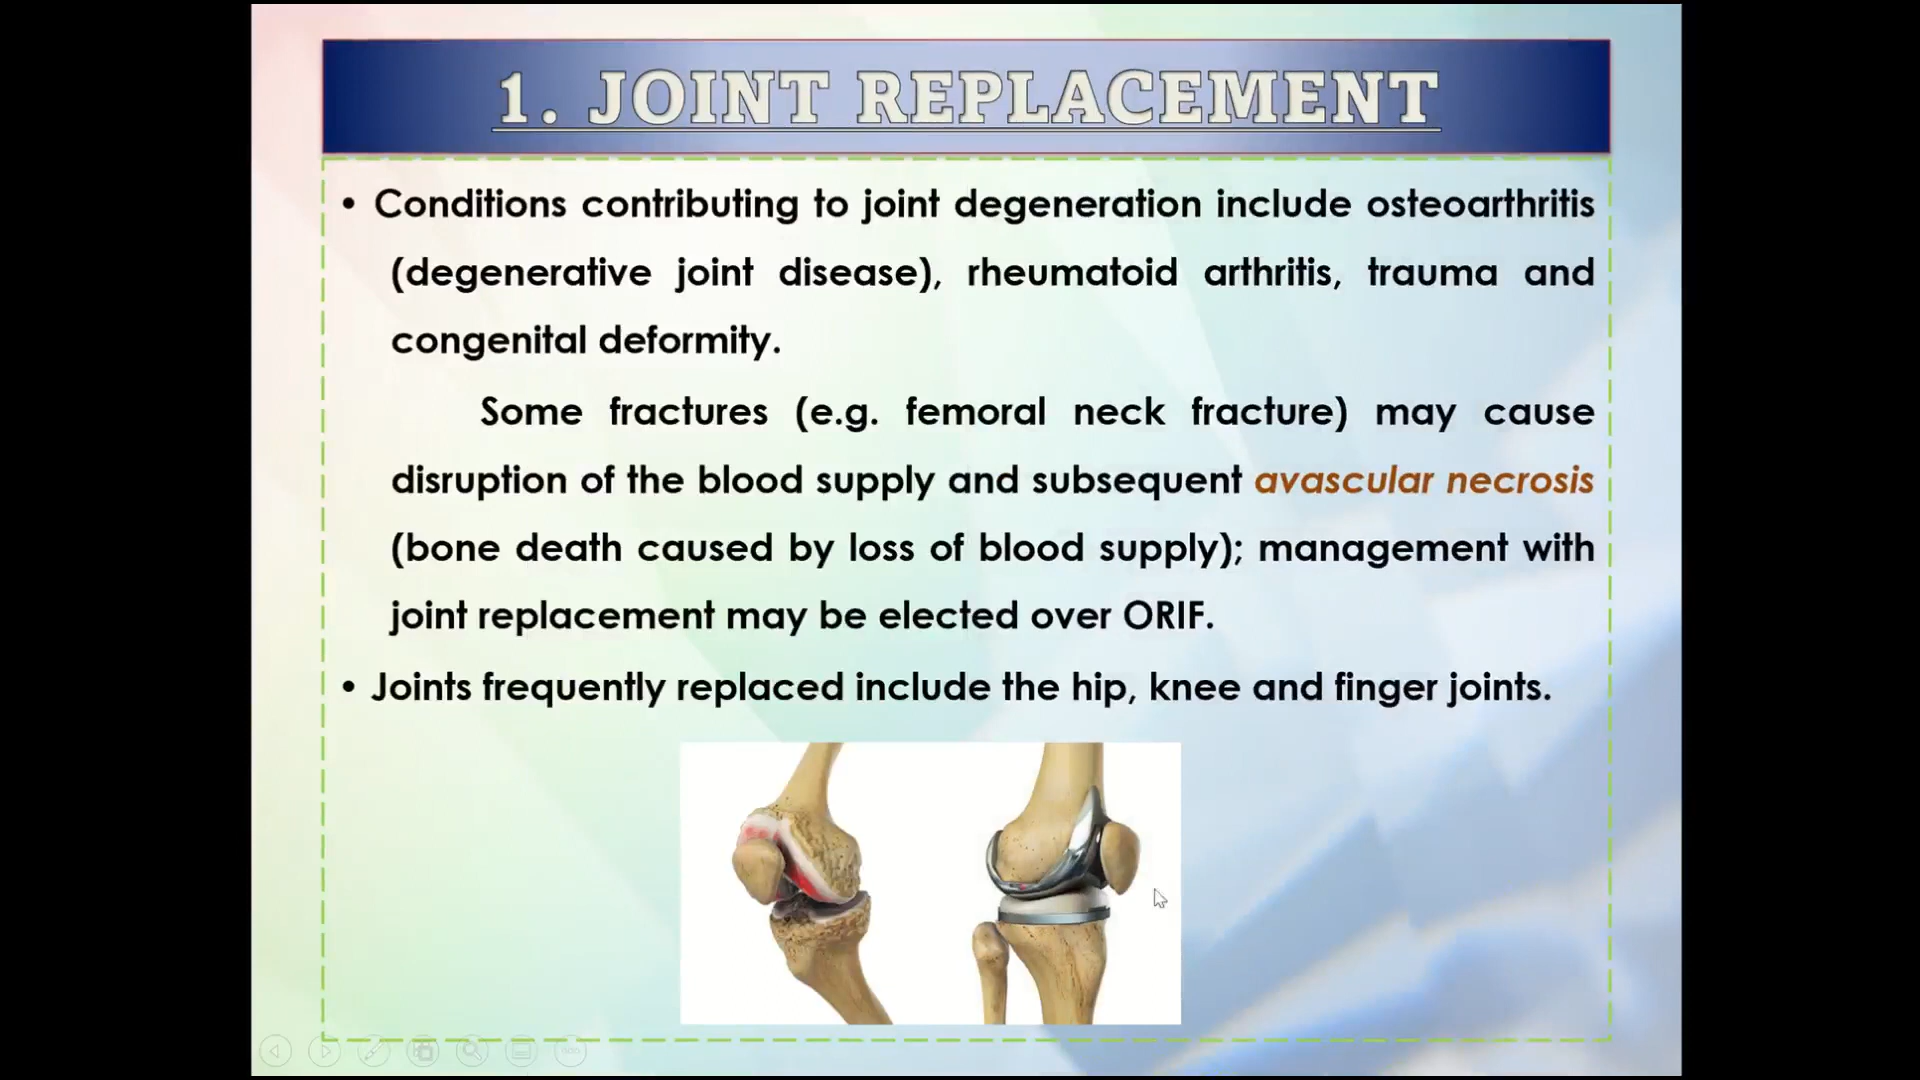 1. JOINT REPLACEMENT
• Conditions contributing to joint degeneration include osteoarthritis
(degenerative joint disease), rheumatoid arthritis, trauma and
congenital deformity.
Some fractures (e.g. femoral neck fracture) may cause
disruption of the blood supply and subsequent avascular necrosis
(bone death caused by loss of blood supply); management with
joint replacement may be elected over ORIF.
• Joints frequently replaced include the hip, knee and finger joints.